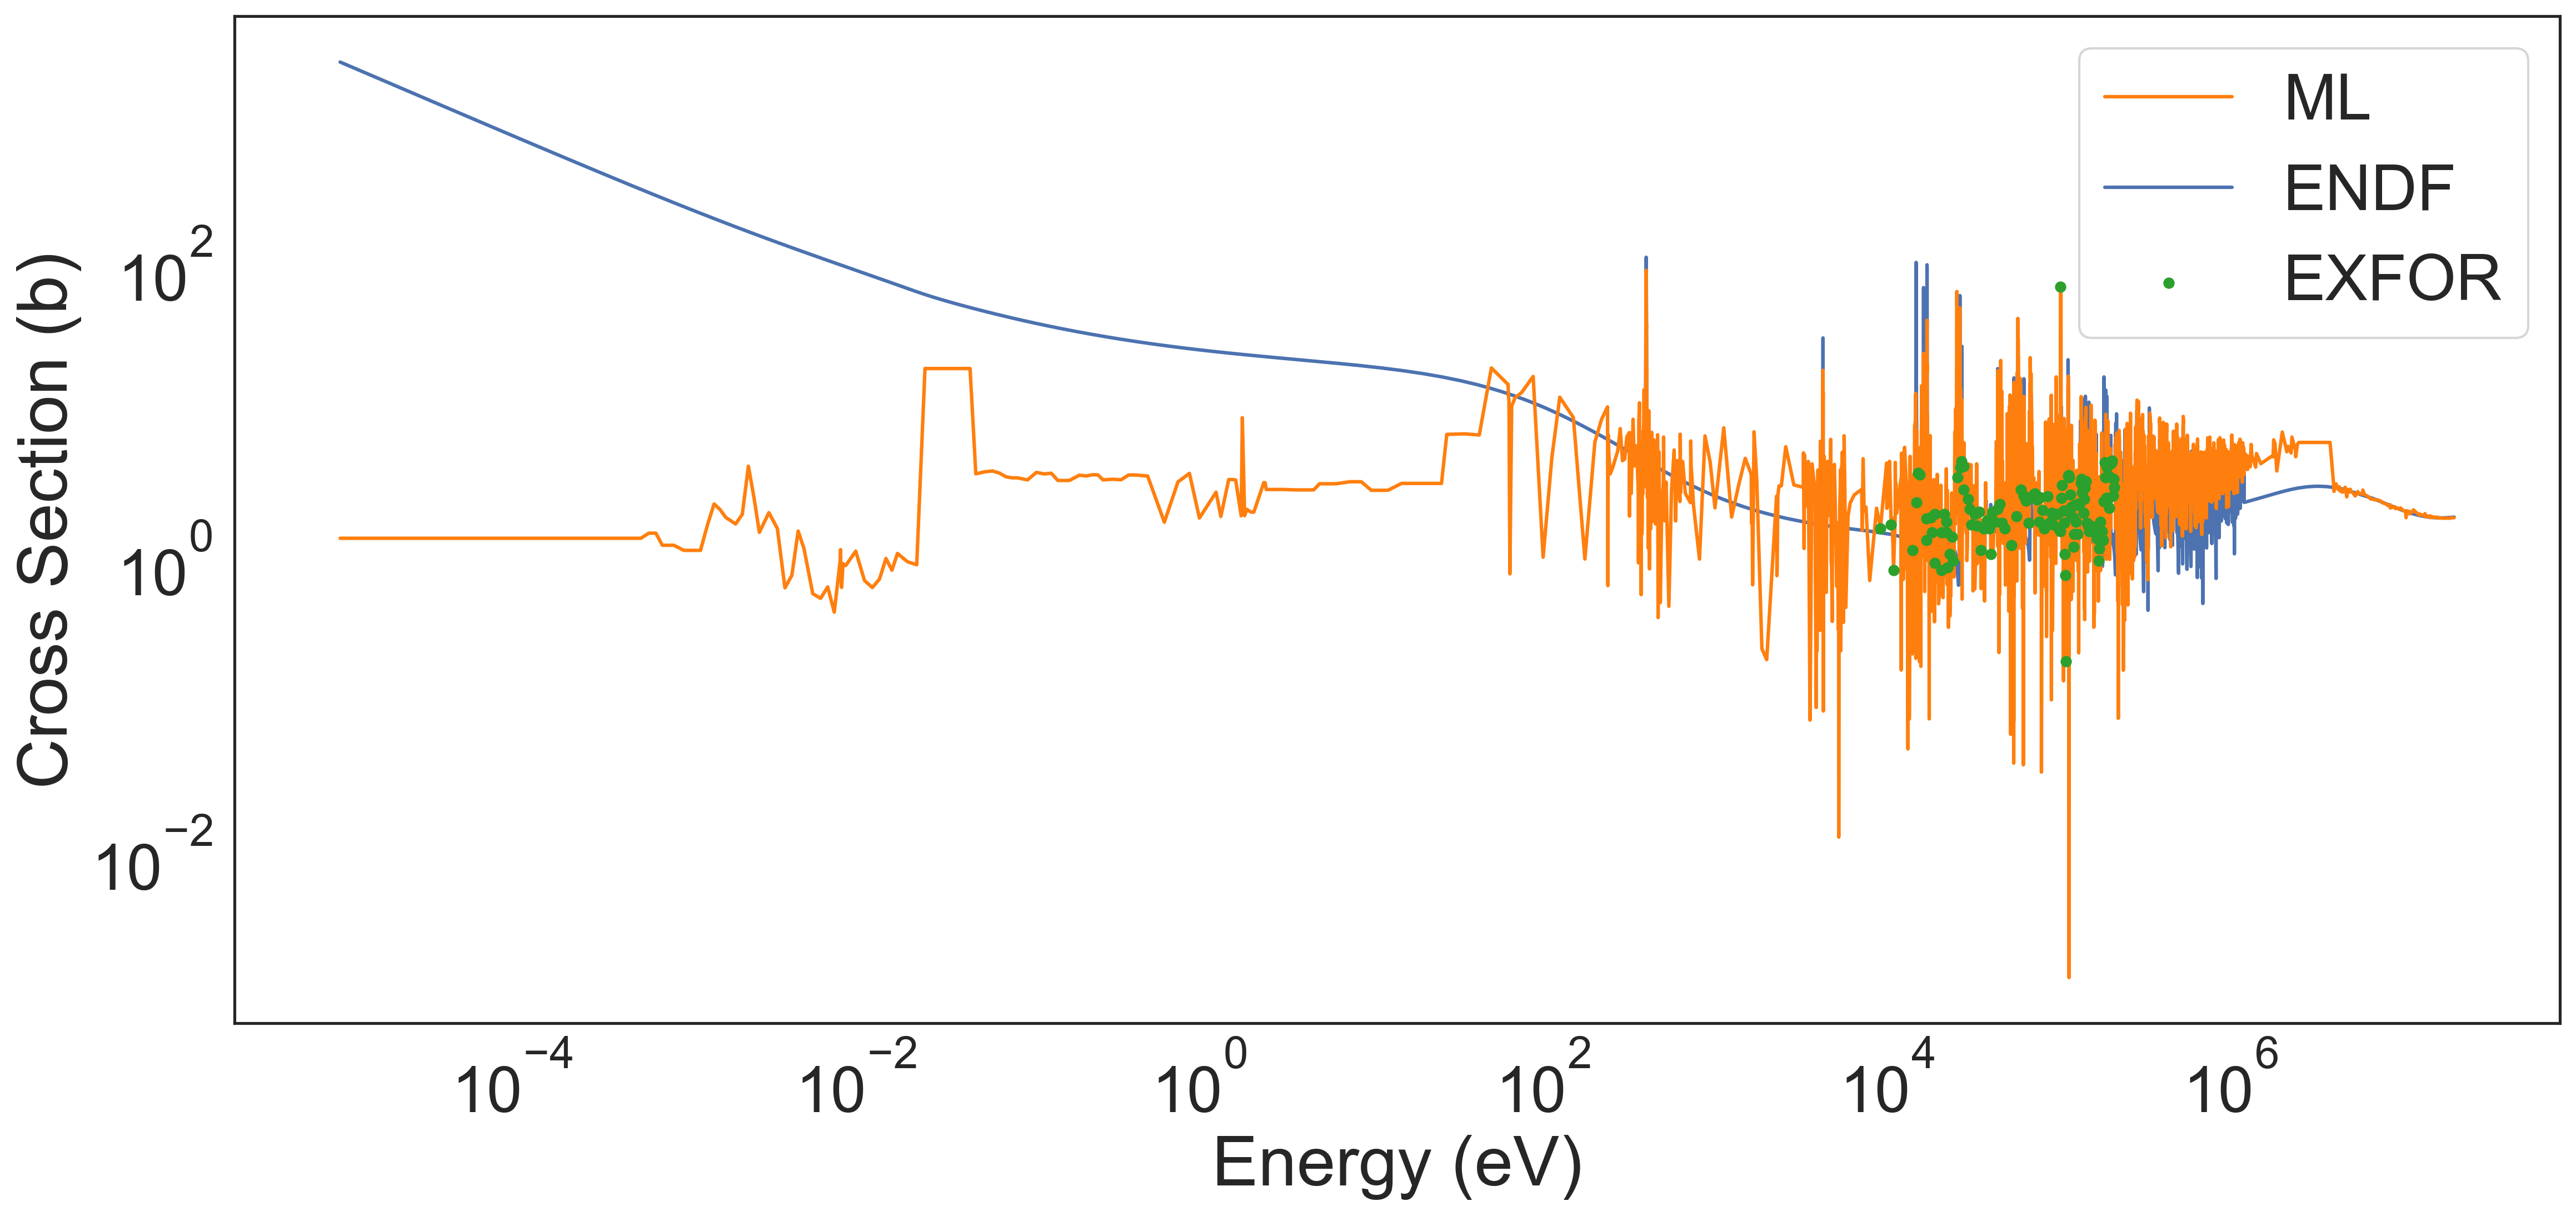 ML
ENDF
EXFOR
Cross Section (b)
10^2
10^0
10^−2
10^−4
10^−2
10^0
10^2
10^4
10^6
Energy (eV)